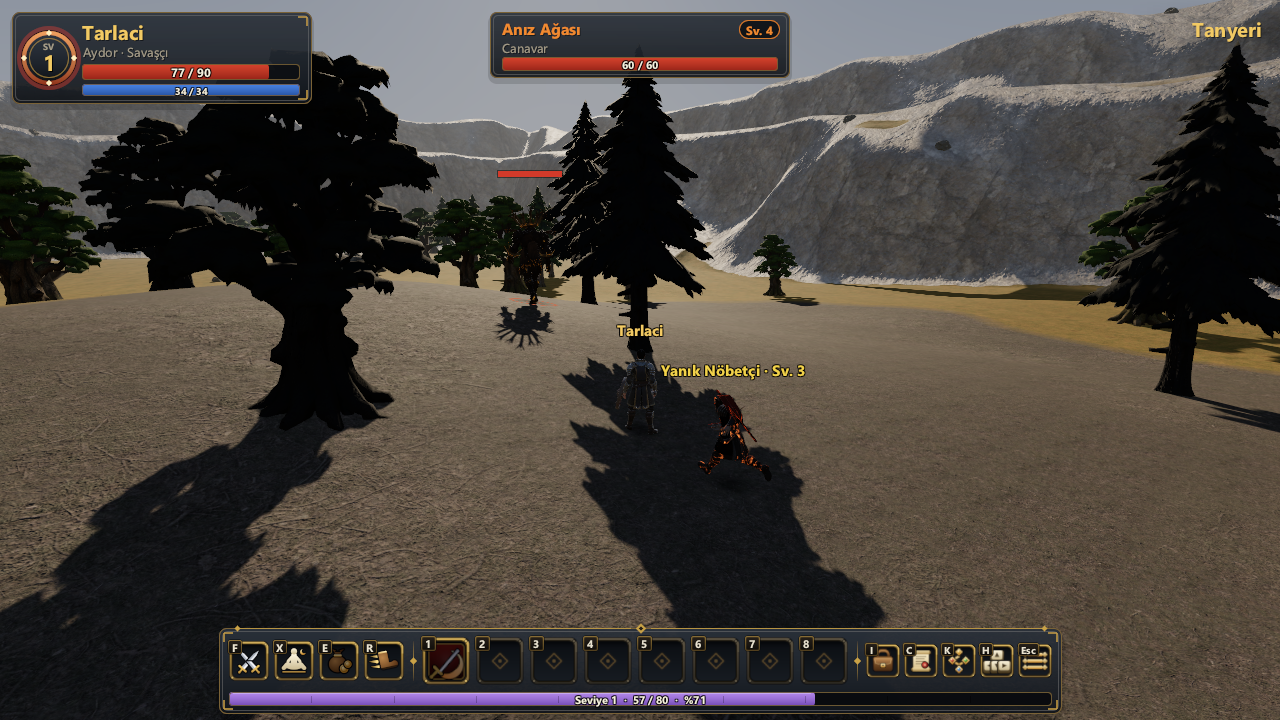 SV
1
Tarlaci
Aydor · Savaşçı
77 / 90
34 / 34
Anız Ağası
Sv. 4
Canavar
60 / 60
Tanyeri
Tarlaci
Yanık Nöbetçi · Sv. 3
F X E R 1 2 3 4 5 6 7 8 I C K H Esc
Seviye 1 · 57 / 80 · %71